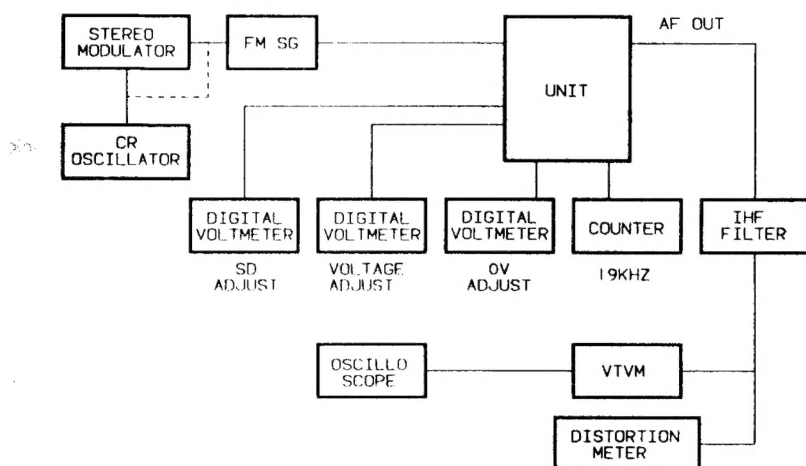 STEREO
MODULATOR
FM SG
AF OUT
UNIT
CR
OSCILLATOR
DIGITAL
VOLTMETER
DIGITAL
VOLTMETER
DIGITAL
VOLTMETER
COUNTER
IHF
FILTER
SD
ADJUST
VOLTAGE
ADJUST
0V
ADJUST
19KHZ
OSCILLO
SCOPE
VTVM
DISTORTION
METER